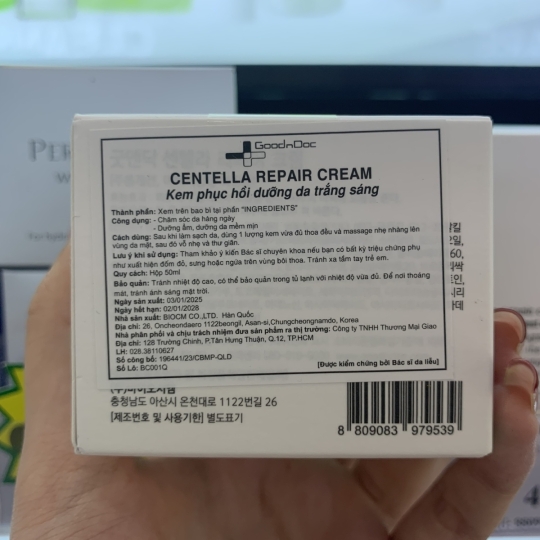 GoodnDoc
CENTELLA REPAIR CREAM
Kem phục hồi dưỡng da trắng sáng
Thành phần: Xem trên bao bì tại phần "INGREDIENTS"
Công dụng: - Chăm sóc da hàng ngày
- Dưỡng ẩm, dưỡng da mềm mịn
Cách dùng: Sau khi làm sạch da, dùng 1 lượng kem vừa đủ thoa đều và massage nhẹ nhàng lên
vùng da mặt, sau đó vỗ nhẹ và thư giãn.
Lưu ý khi sử dụng: Tham khảo ý kiến Bác sĩ chuyên khoa nếu bạn có bất kỳ triệu chứng phụ
như xuất hiện đốm đỏ, sưng hoặc ngứa trên vùng bôi thoa. Tránh xa tầm tay trẻ em.
Quy cách: Hộp 50ml
Bảo quản: Tránh nhiệt độ cao, có thể bảo quản trong tủ lạnh với nhiệt độ vừa đủ. Để nơi thoáng
mát, tránh ánh sáng mặt trời.
Ngày sản xuất: 03/01/2025
Ngày hết hạn: 02/01/2028
Nhà sản xuất: BIOCM CO.,LTD. Hàn Quốc
Địa chỉ: 26, Oncheondaero 1122beongil, Asan-si,Chungcheongnamdo, Korea
Nhà phân phối và chịu trách nhiệm đưa sản phẩm ra thị trường: Công ty TNHH Thương Mại Giao
Địa chỉ: 128 Trường Chinh, P.Tân Hưng Thuận, Q.12, TP.HCM
LH: 028.38110627
Số công bố: 196441/23/CBMP-QLD
Số Lô: BC001Q
[Được kiểm chứng bởi Bác sĩ da liễu]
충청남도 아산시 온천대로 1122번길 26
[제조번호 및 사용기한] 별도표기
8 809083 979539